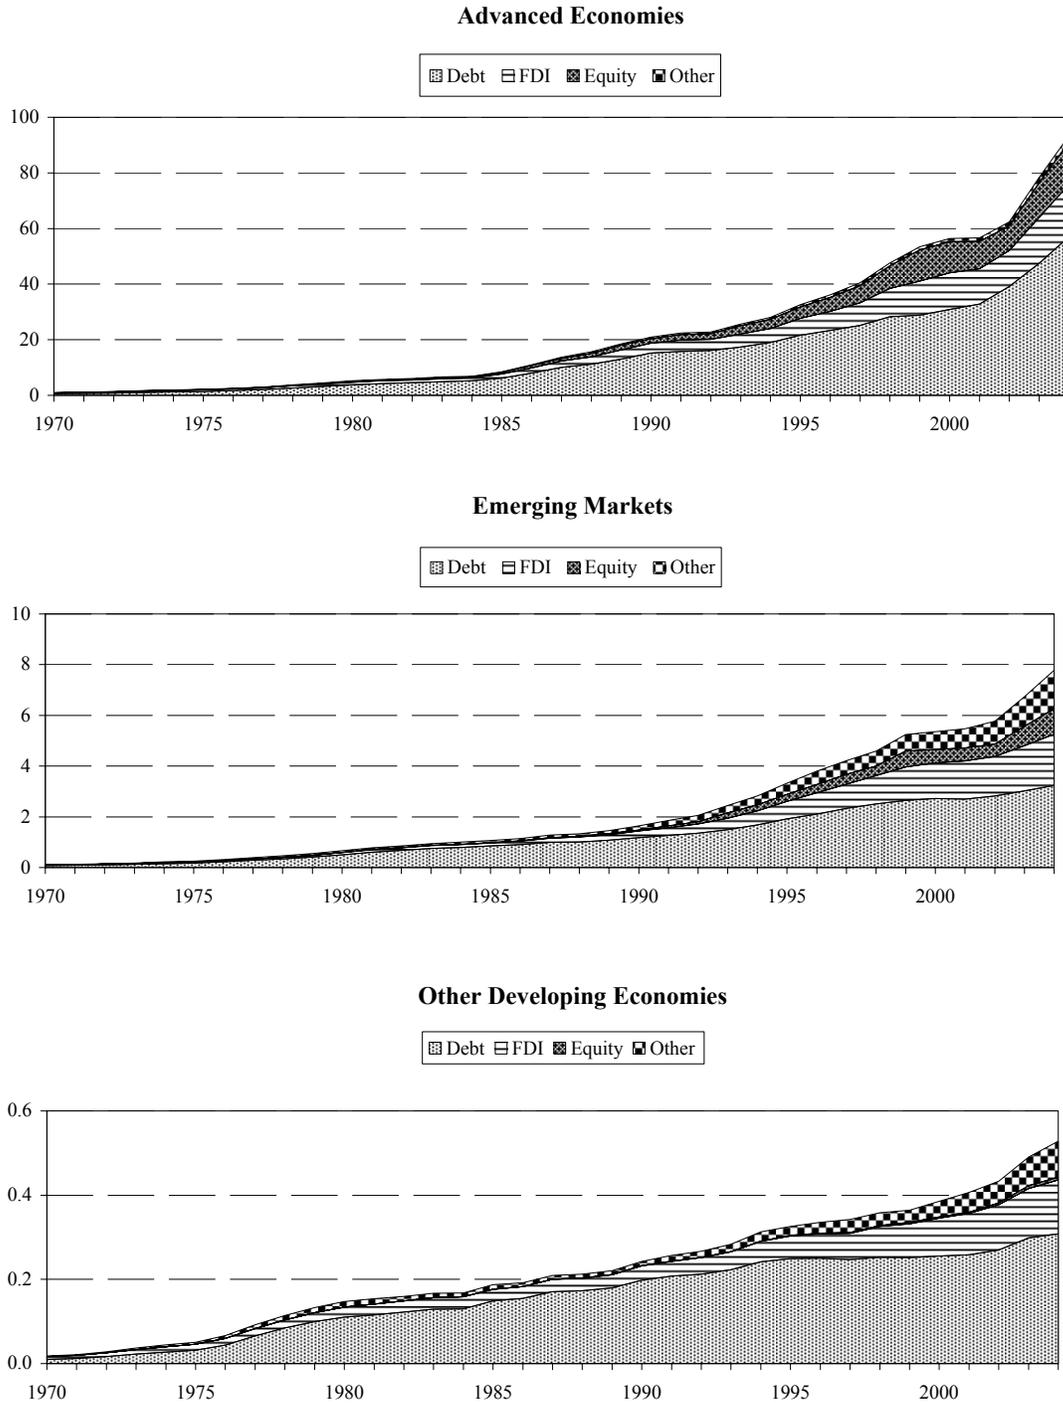 Advanced Economies
Debt FDI Equity Other
100
80
60
40
20
0
1970 1975 1980 1985 1990 1995 2000
Emerging Markets
Debt FDI Equity Other
10
8
6
4
2
0
1970 1975 1980 1985 1990 1995 2000
Other Developing Economies
Debt FDI Equity Other
0.6
0.4
0.2
0.0
1970 1975 1980 1985 1990 1995 2000